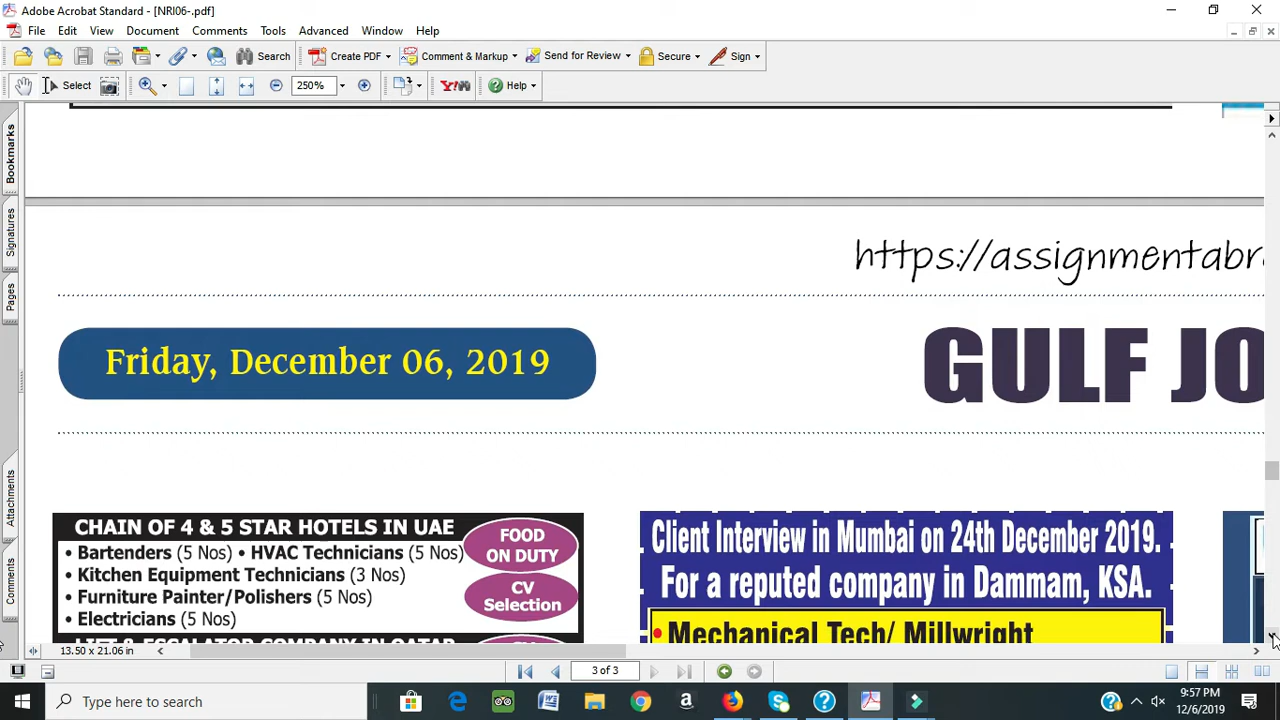 Adobe Acrobat Standard - [NRI06-.pdf]
File Edit View Document Comments Tools Advanced Window Help
Search Create PDF Comment & Markup Send for Review Secure Sign
Select 250% Y! Help
Bookmarks
Signatures
Pages
Attachments
Comments
https://assignmentabr
Friday, December 06, 2019
GULF JO
CHAIN OF 4 & 5 STAR HOTELS IN UAE
• Bartenders (5 Nos) • HVAC Technicians (5 Nos)
• Kitchen Equipment Technicians (3 Nos)
• Furniture Painter/Polishers (5 Nos)
• Electricians (5 Nos)
FOOD
ON DUTY
CV
Selection
LIFT & ESCALATOR COMPANY IN QATAR
Client Interview in Mumbai on 24th December 2019.
For a reputed company in Dammam, KSA.
• Mechanical Tech/ Millwright
13.50 x 21.06 in
3 of 3
Type here to search
9:57 PM
12/6/2019